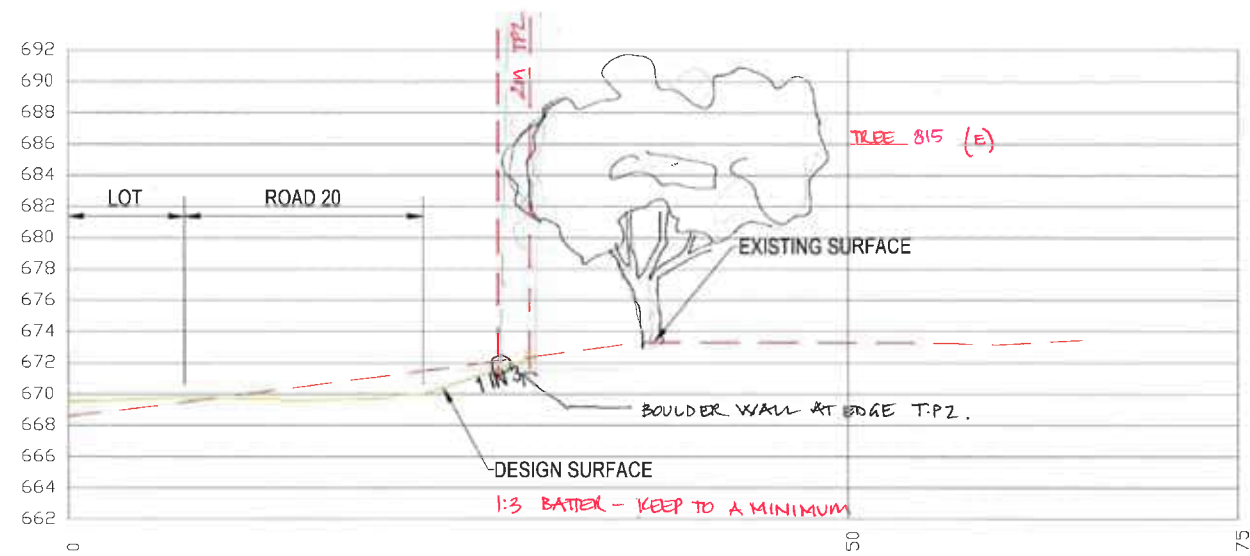 692
690
688
686
684
682
680
678
676
674
672
670
668
666
664
662
2M TPZ
TREE 815 (E)
LOT
ROAD 20
EXISTING SURFACE
1 IN 3
BOULDER WALL AT EDGE T.P.Z.
DESIGN SURFACE
1:3 BATTER - KEEP TO A MINIMUM
0
50
75